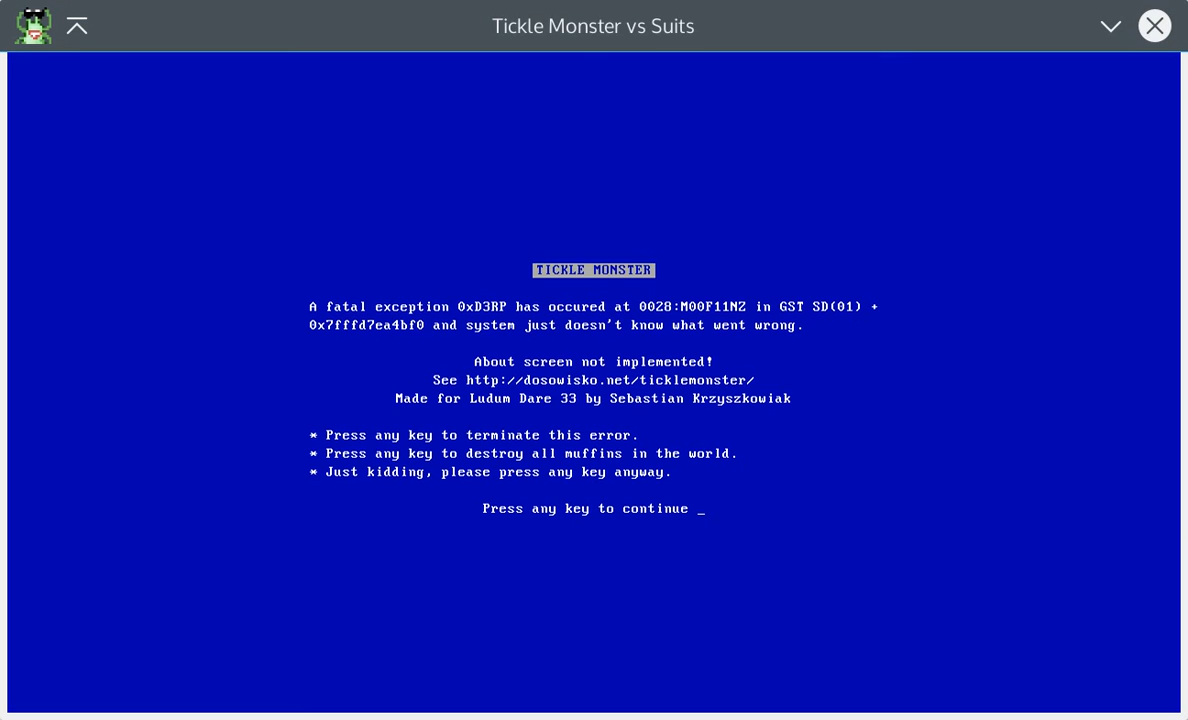 Tickle Monster vs Suits
TICKLE MONSTER
A fatal exception 0xD3RP has occured at 0028:M00F11NZ in GST SD(01) +
0x7fffd7ea4bf0 and system just doesn't know what went wrong.
About screen not implemented!
See http://dosowisko.net/ticklemonster/
Made for Ludum Dare 33 by Sebastian Krzyszkowiak
* Press any key to terminate this error.
* Press any key to destroy all muffins in the world.
* Just kidding, please press any key anyway.
Press any key to continue _